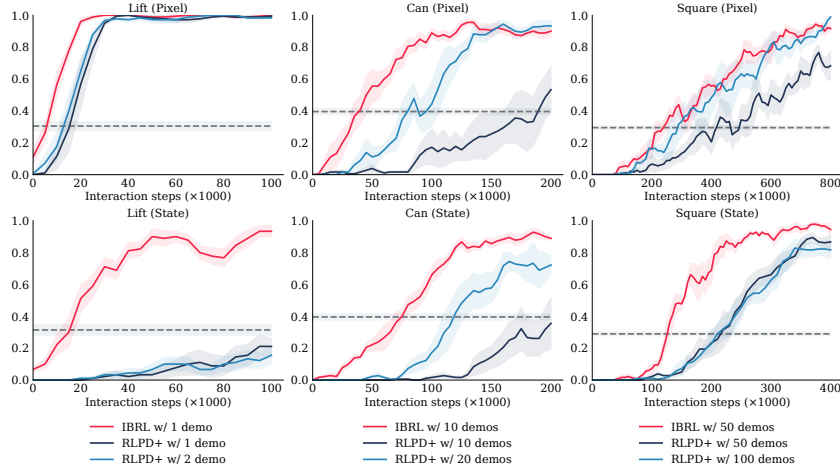 Lift (Pixel)
Can (Pixel)
Square (Pixel)
1.0
0.8
0.6
0.4
0.2
0.0
0 20 40 60 80 100
Interaction steps (×1000)
1.0
0.8
0.6
0.4
0.2
0.0
0 50 100 150 200
Interaction steps (×1000)
1.0
0.8
0.6
0.4
0.2
0.0
0 200 400 600 800
Interaction steps (×1000)
Lift (State)
Can (State)
Square (State)
1.0
0.8
0.6
0.4
0.2
0.0
0 20 40 60 80 100
Interaction steps (×1000)
1.0
0.8
0.6
0.4
0.2
0.0
0 50 100 150 200
Interaction steps (×1000)
1.0
0.8
0.6
0.4
0.2
0.0
0 100 200 300 400
Interaction steps (×1000)
IBRL w/ 1 demo
RLPD+ w/ 1 demo
RLPD+ w/ 2 demo
IBRL w/ 10 demos
RLPD+ w/ 10 demos
RLPD+ w/ 20 demos
IBRL w/ 50 demos
RLPD+ w/ 50 demos
RLPD+ w/ 100 demos